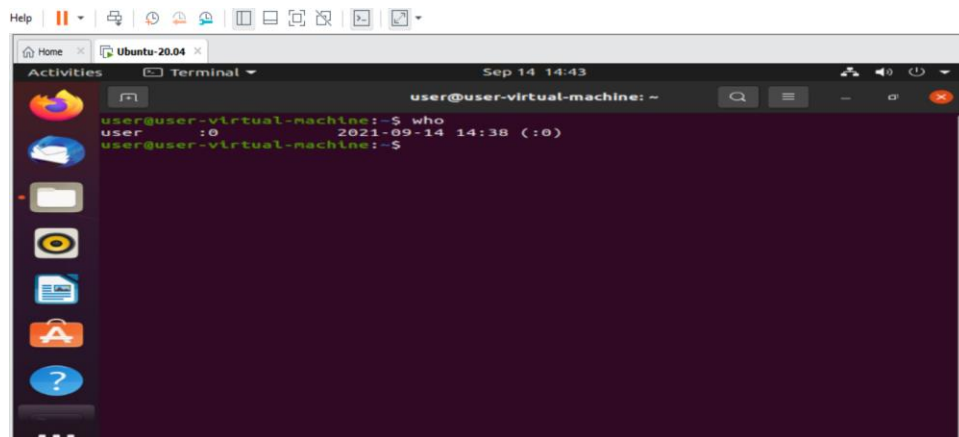 Help
Home
Ubuntu-20.04
Activities
Terminal
Sep 14 14:43
user@user-virtual-machine: ~
user@user-virtual-machine:~$ who
user     :0           2021-09-14 14:38 (:0)
user@user-virtual-machine:~$